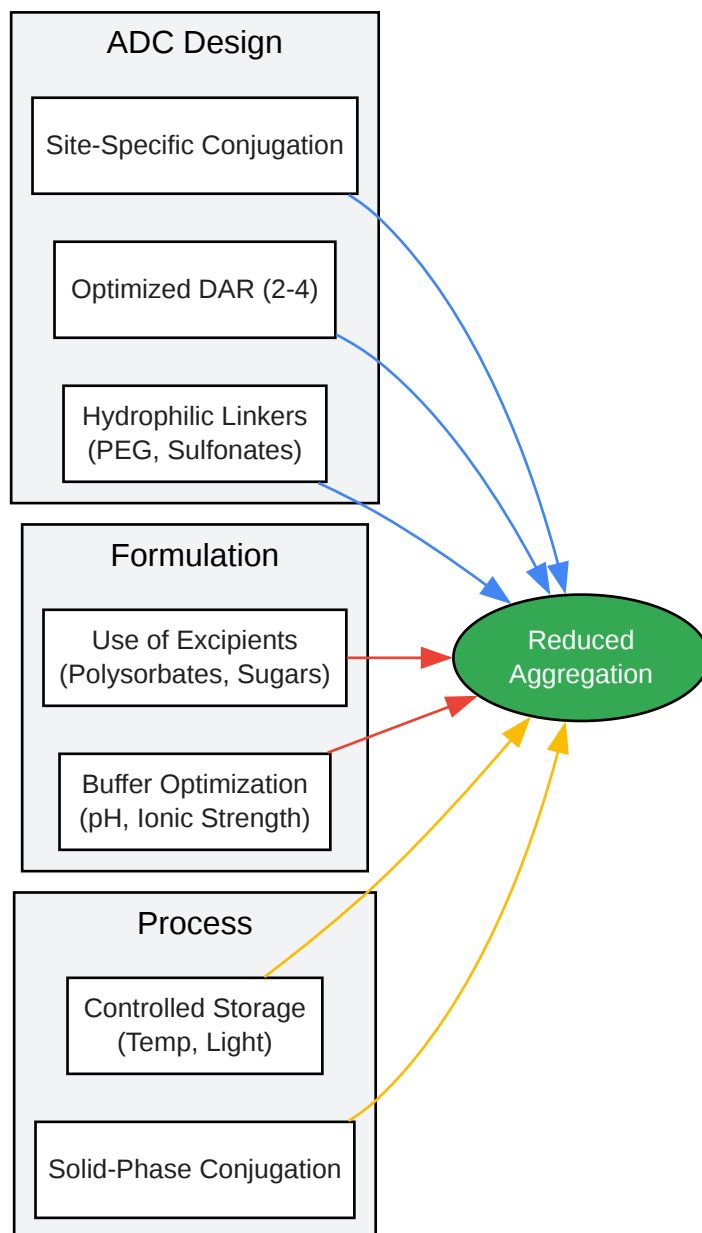 ADC Design
Site-Specific Conjugation
Optimized DAR (2-4)
Hydrophilic Linkers
(PEG, Sulfonates)
Formulation
Use of Excipients
(Polysorbates, Sugars)
Buffer Optimization
(pH, Ionic Strength)
Process
Controlled Storage
(Temp, Light)
Solid-Phase Conjugation
Reduced
Aggregation